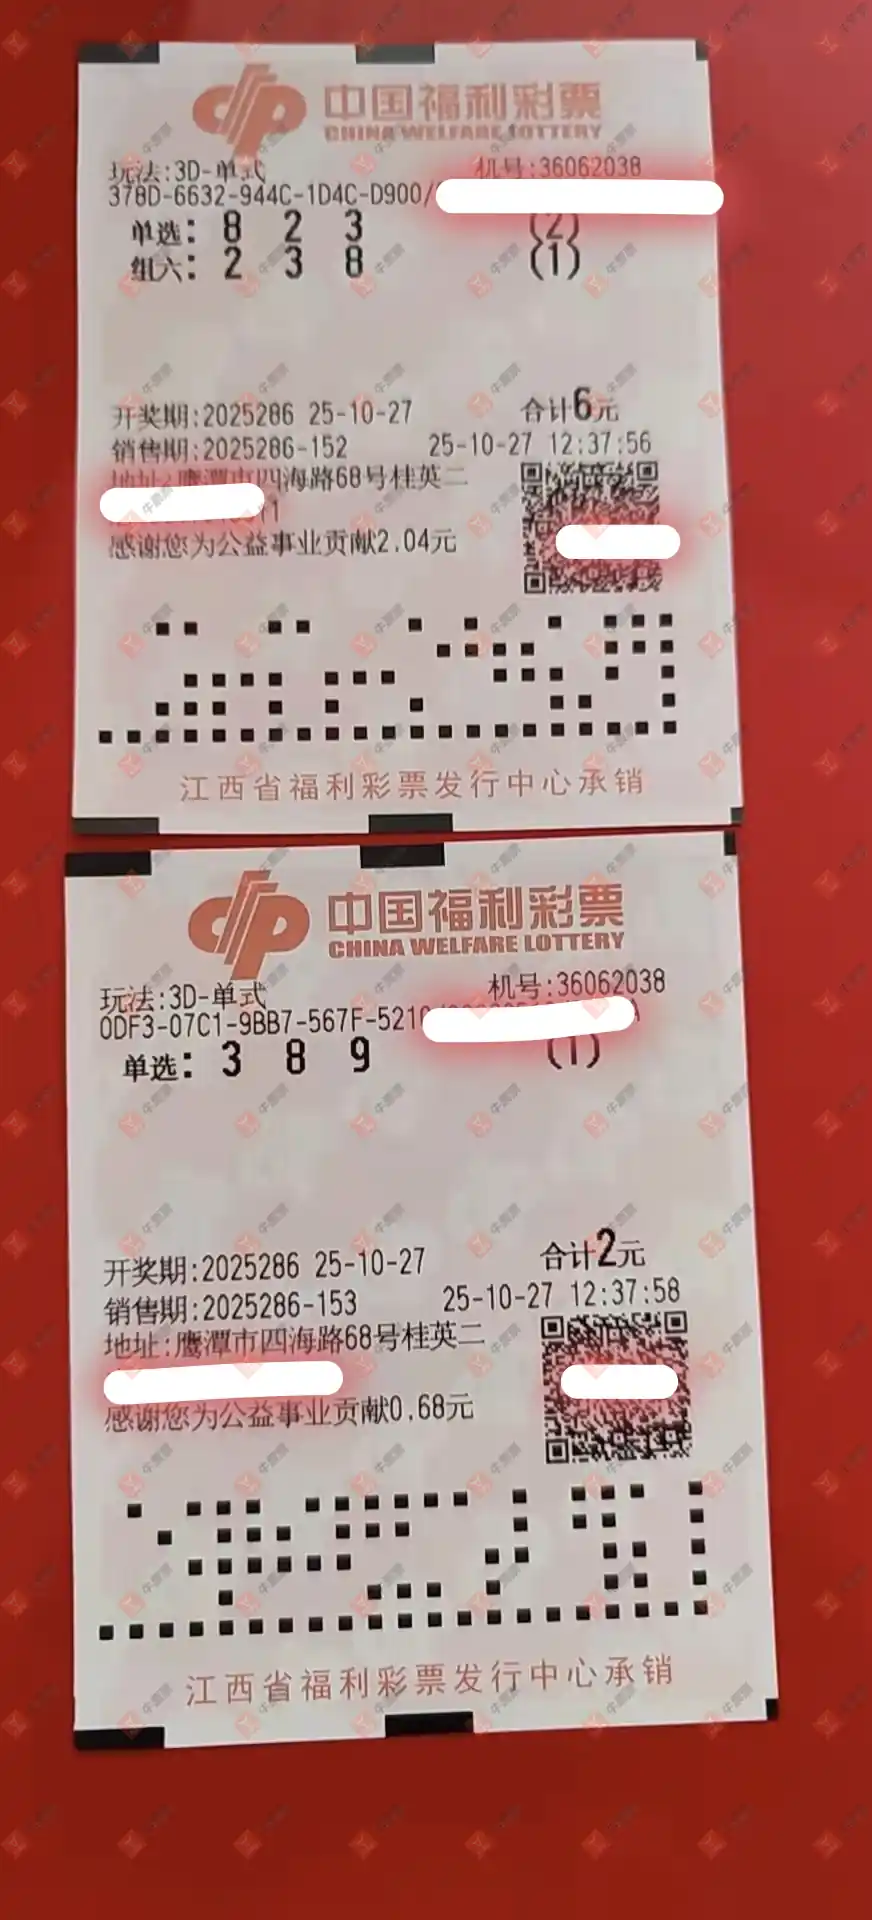 中国福利彩票
CHINA WELFARE LOTTERY
玩法:3D-单式 机号:36062038
378D-6632-944C-1D4C-D900/
单选: 8 2 3 (2)
组六: 2 3 8 (1)
开奖期:2025286 25-10-27 合计6元
销售期:2025286-152 25-10-27 12:37:56
地址:鹰潭市四海路68号桂英二
感谢您为公益事业贡献2.04元
江西省福利彩票发行中心承销
中国福利彩票
CHINA WELFARE LOTTERY
玩法:3D-单式 机号:36062038
0DF3-07C1-9BB7-567F-521
单选: 3 8 9 (1)
开奖期:2025286 25-10-27 合计2元
销售期:2025286-153 25-10-27 12:37:58
地址:鹰潭市四海路68号桂英二
感谢您为公益事业贡献0.68元
江西省福利彩票发行中心承销